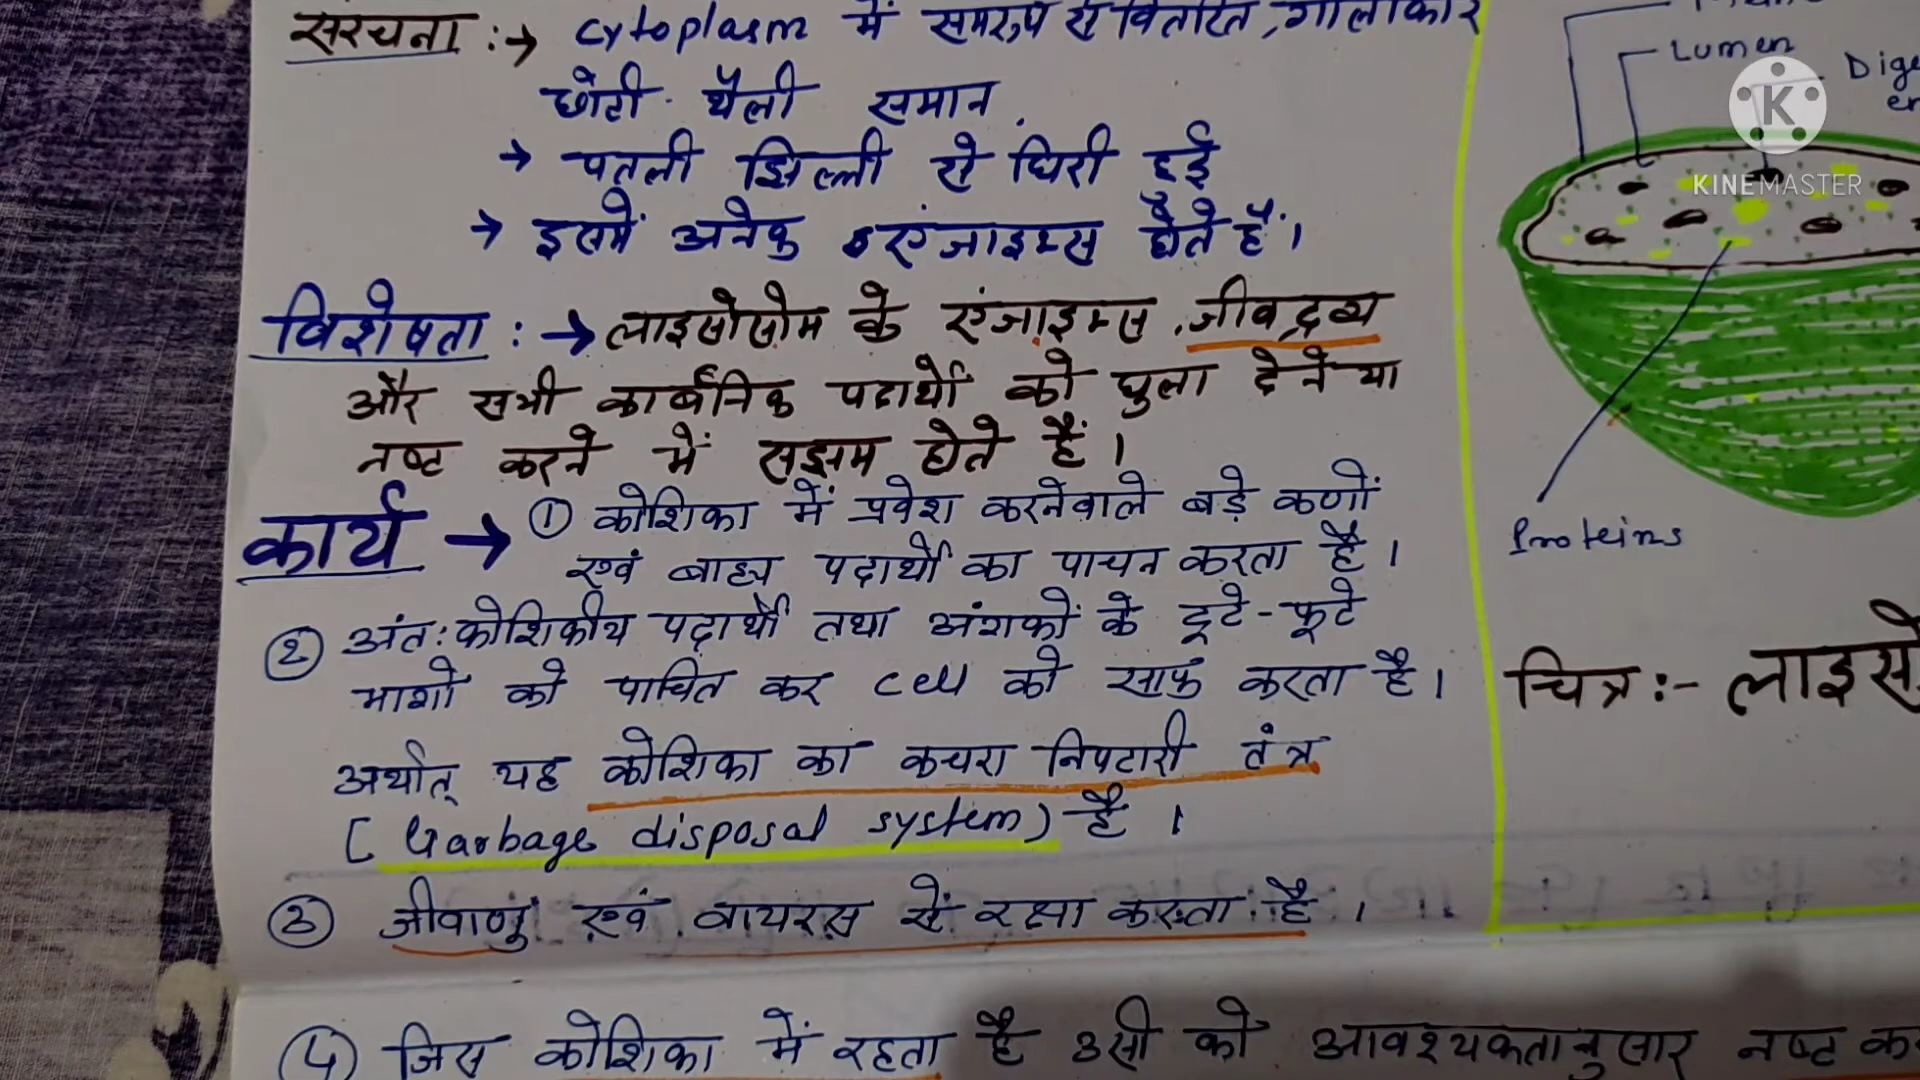 संरचना :→ Cytoplasm में समरुप से वितरित, गोलाकार
छोटी थैली समान
→ पतली झिल्ली से घिरी हुई
→ इसमें अनेक एंजाइम्स होते हैं।
विशेषता :→ लाइसोसोम के एंजाइम्स, जीवद्रव्य
और सभी कार्बनिक पदार्थों को घुला देने या
नष्ट करने में सक्षम होते हैं।
कार्य → ① कोशिका में प्रवेश करनेवाले बड़े कणों
एवं बाह्य पदार्थों का पाचन करता है।
② अंत: कोशिकीय पदार्थों तथा अंगकों के टूटे-फूटे
भागों को पाचित कर cell को साफ करता है।
अर्थात् यह कोशिका का कचरा निपटारी तंत्र
[Garbage disposal system) है।
③ जीवाणु एवं वायरस से रक्षा करता है।
④ जिस कोशिका में रहता है उसी को आवश्यकतानुसार नष्ट
Lumen
K
KINEMASTER
Proteins
चित्र :-